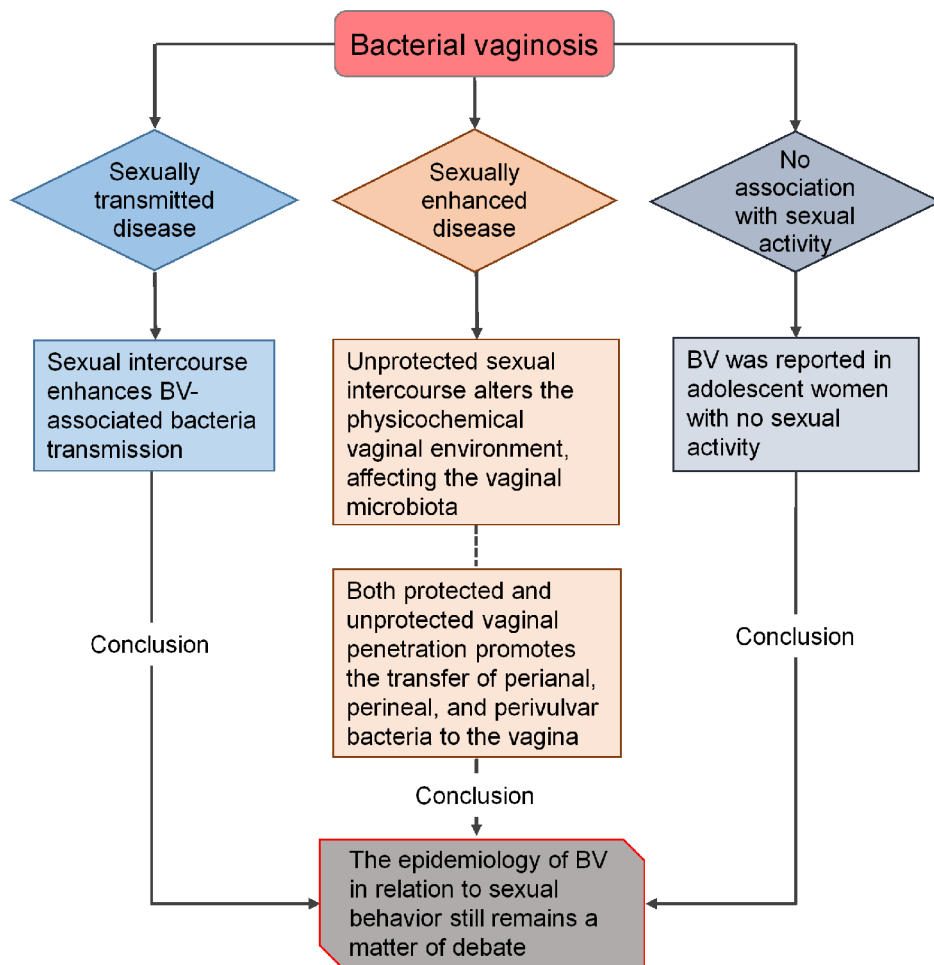 Bacterial vaginosis
Sexually
transmitted
disease
Sexually
enhanced
disease
No
association
with sexual
activity
Sexual intercourse
enhances BV-
associated bacteria
transmission
Unprotected sexual
intercourse alters the
physicochemical
vaginal environment,
affecting the vaginal
microbiota
BV was reported in
adolescent women
with no sexual
activity
Both protected and
unprotected vaginal
penetration promotes
the transfer of perianal,
perineal, and perivulvar
bacteria to the vagina
Conclusion
Conclusion
Conclusion
The epidemiology of BV
in relation to sexual
behavior still remains a
matter of debate